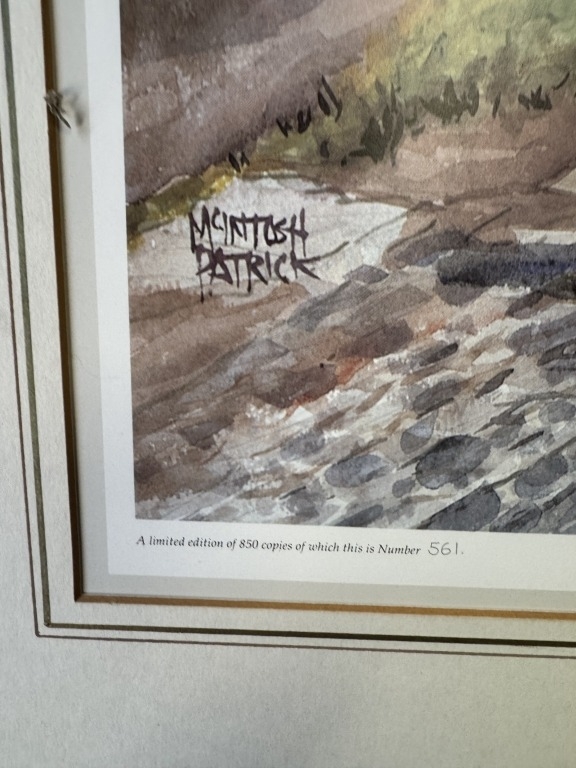 McINTOSH
PATRICK
A limited edition of 850 copies of which this is Number 561.